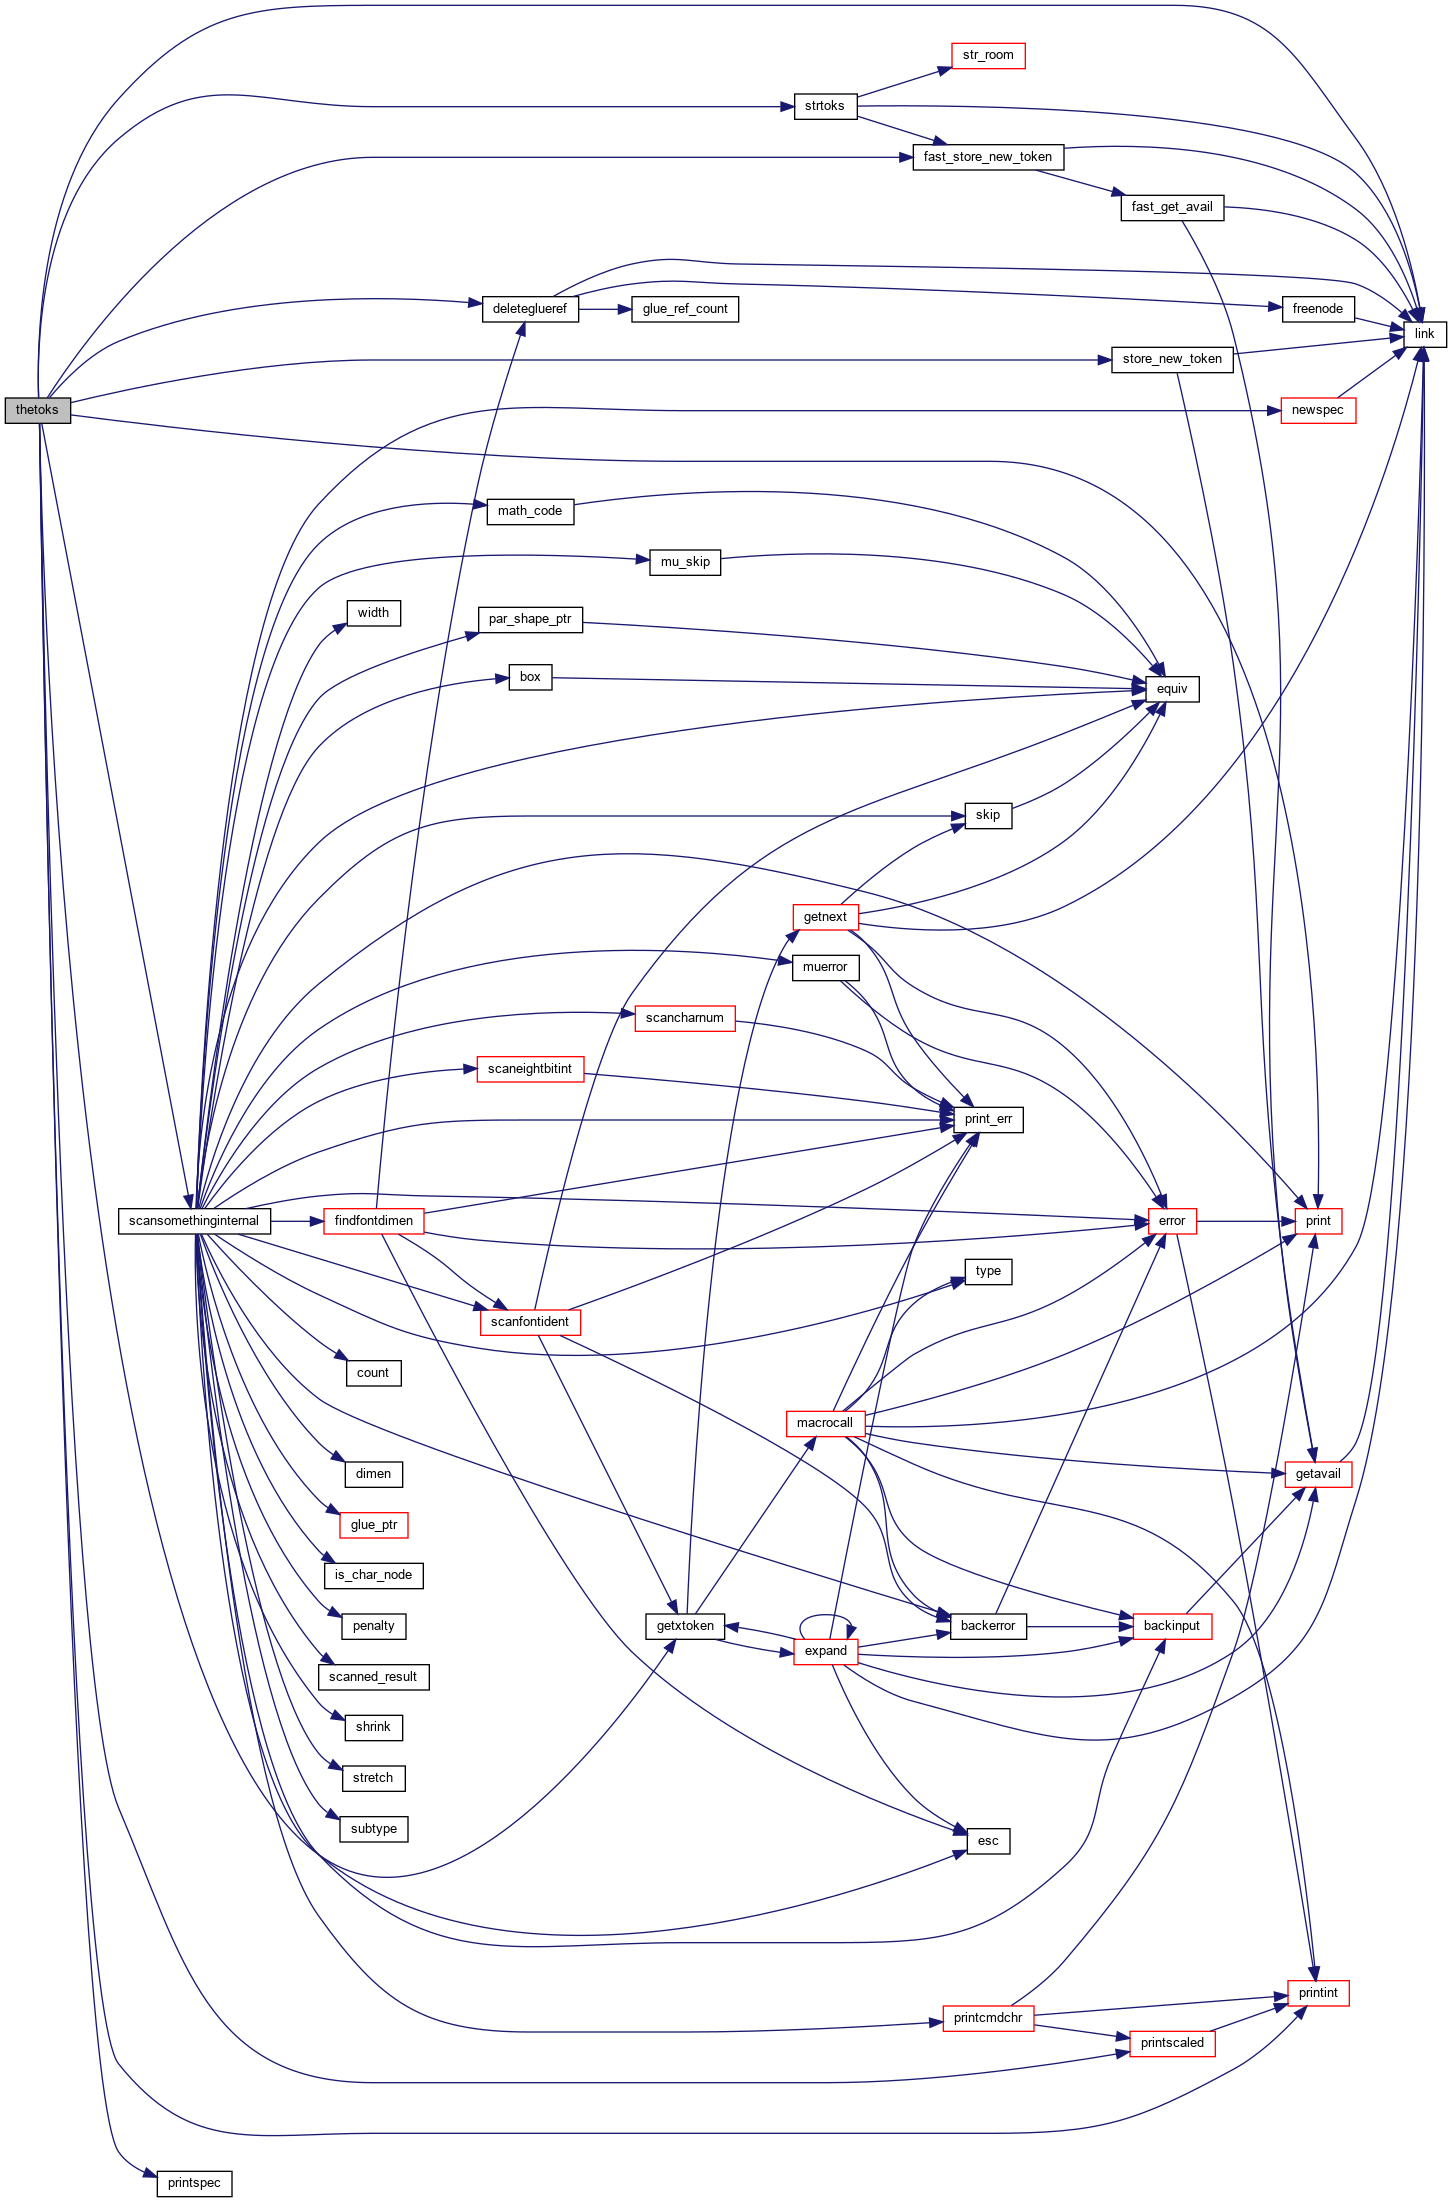 str_room
strtoks
fast_store_new_token
fast_get_avail
deleteglueref
glue_ref_count
freenode
link
store_new_token
thetoks
newspec
math_code
mu_skip
width
par_shape_ptr
box
equiv
skip
getnext
muerror
scancharnum
scaneightbitint
print_err
scansomethinginternal
findfontdimen
error
print
type
scanfontident
count
macrocall
dimen
getavail
glue_ptr
is_char_node
penalty
getxtoken
backerror
backinput
expand
scanned_result
shrink
stretch
subtype
esc
printint
printcmdchr
printscaled
printspec